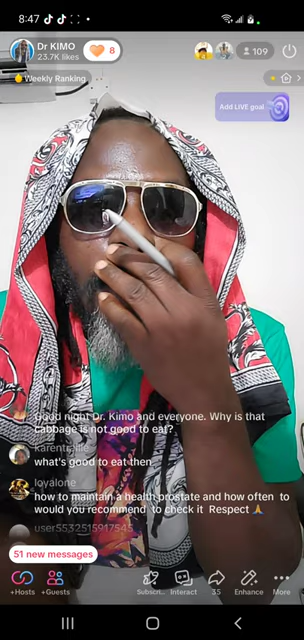 8:47
Dr KIMO
23.7K likes
8
109
Weekly Ranking
Add LIVE goal
Good night Dr. Kimo and everyone. Why is that
cabbage is not good to eat?
what's good to eat then
loyalone
how to maintain a health prostate and how often to
would you recommend to check it Respect 🙏
user5532515917545
51 new messages
+Hosts
+Guests
Subscri...
Interact
35
Enhance
More